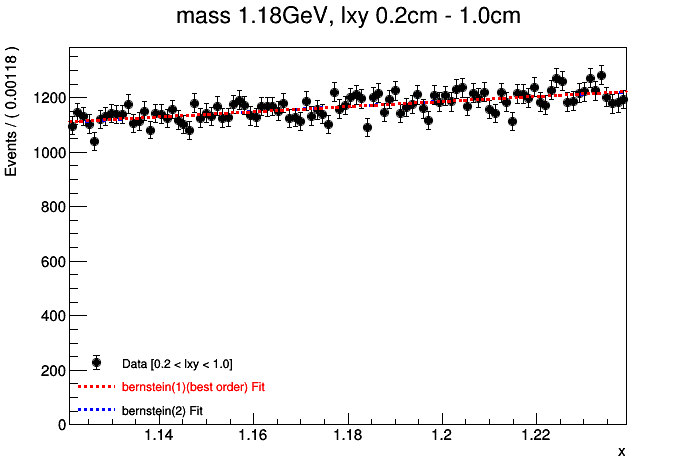 mass 1.18GeV, lxy 0.2cm - 1.0cm
Events / ( 0.00118 )
1200
1000
800
600
400
200
0
Data [0.2 < lxy < 1.0]
bernstein(1)(best order) Fit
bernstein(2) Fit
1.14 1.16 1.18 1.2 1.22
x